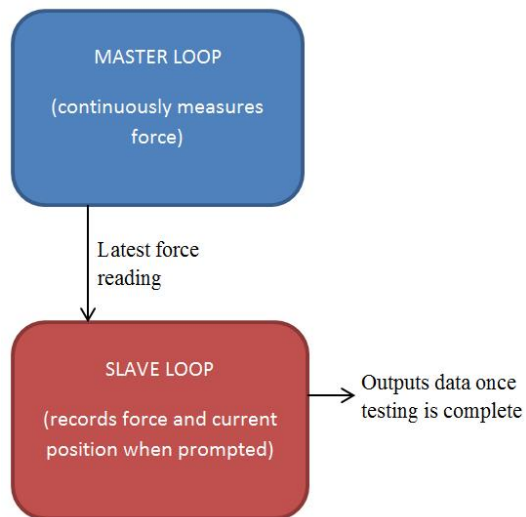 MASTER LOOP
(continuously measures
force)
Latest force
reading
SLAVE LOOP
(records force and current
position when prompted)
Outputs data once
testing is complete